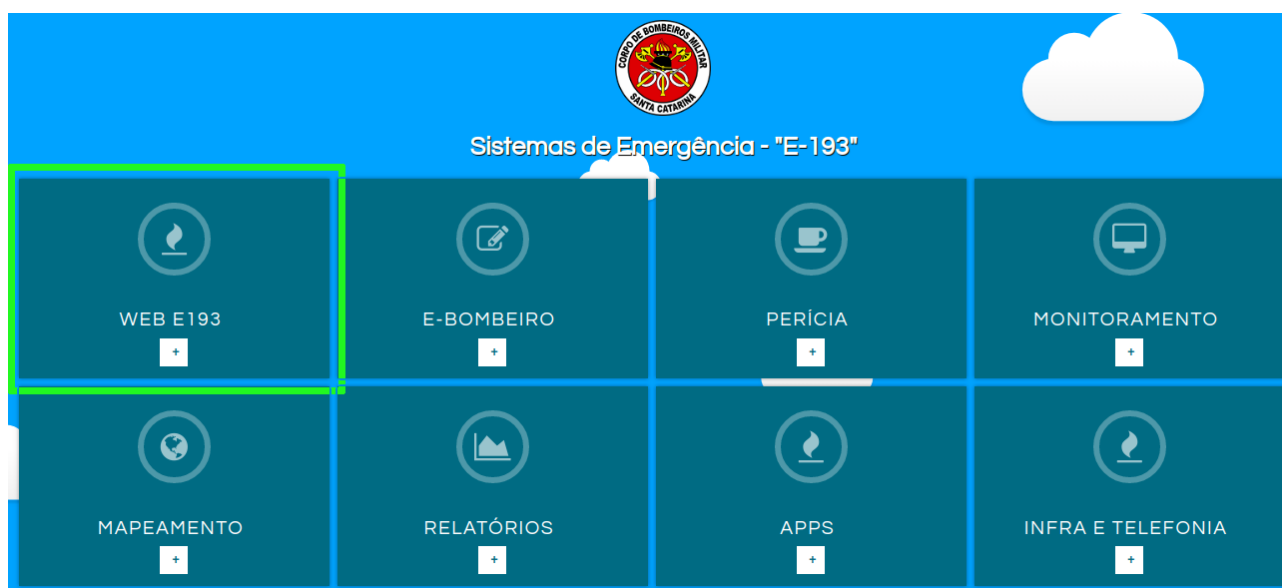 CORPO DE BOMBEIROS MILITAR
SANTA CATARINA
Sistemas de Emergência - "E-193"
WEB E193
+
E-BOMBEIRO
+
PERÍCIA
+
MONITORAMENTO
+
MAPEAMENTO
+
RELATÓRIOS
+
APPS
+
INFRA E TELEFONIA
+